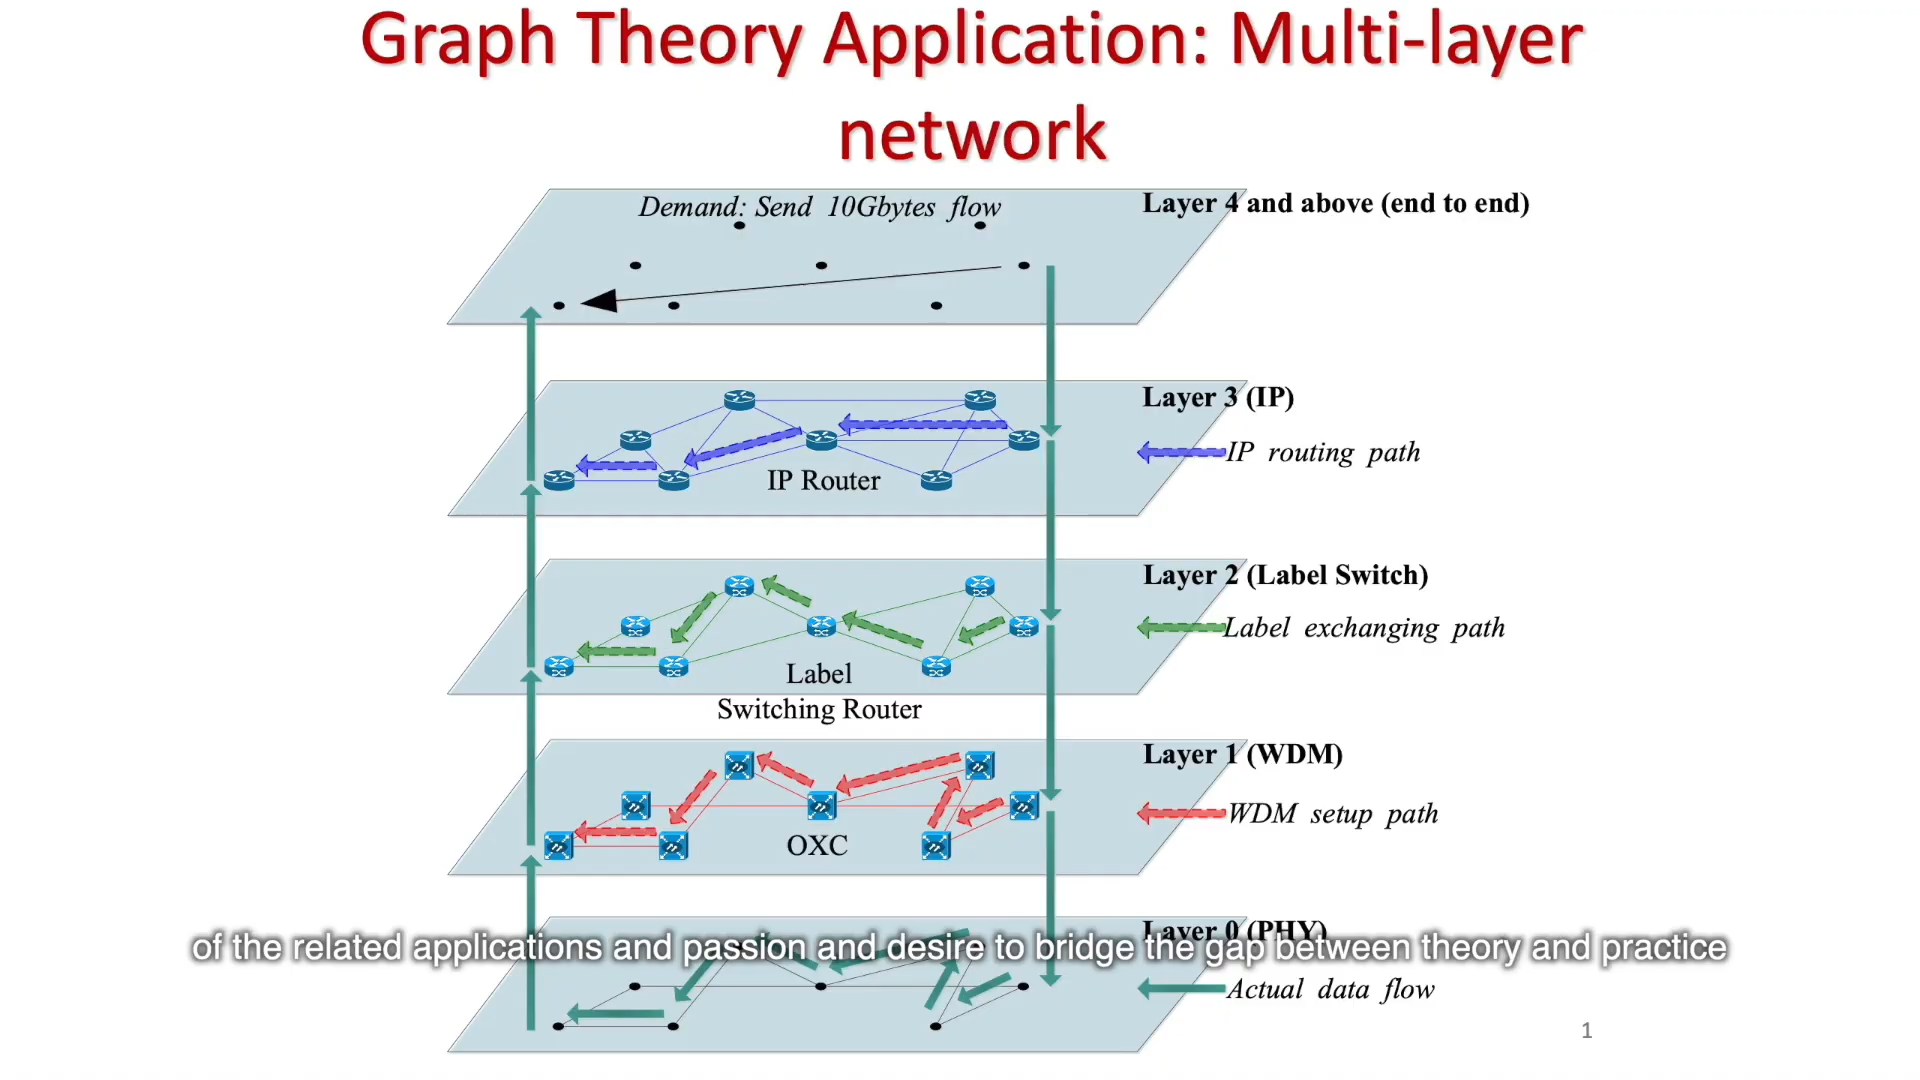 Graph Theory Application: Multi-layer
network
Demand: Send 10Gbytes flow
Layer 4 and above (end to end)
Layer 3 (IP)
IP routing path
IP Router
Layer 2 (Label Switch)
Label exchanging path
Label
Switching Router
Layer 1 (WDM)
WDM setup path
OXC
Layer 0 (PHY)
of the related applications and passion and desire to bridge the gap between theory and practice
Actual data flow
1